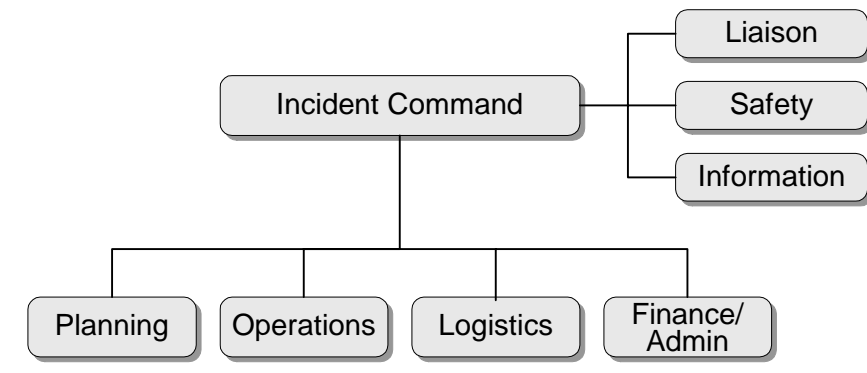 Liaison
Incident Command
Safety
Information
Planning
Operations
Logistics
Finance/
Admin